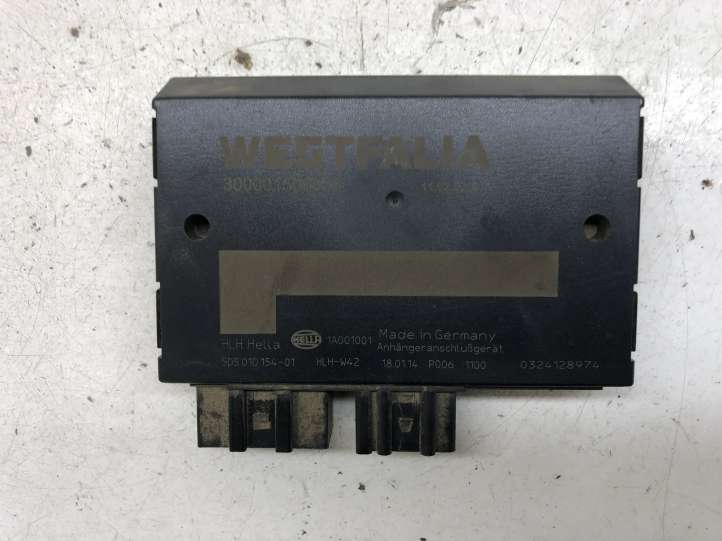 WESTFALIA
HLH Hella HELLA 1A001001 Made in Germany
Anhängeranschlußgerät
5DS 010 154-01 HLH-W42 18.01.14 P006 1100 0324128974